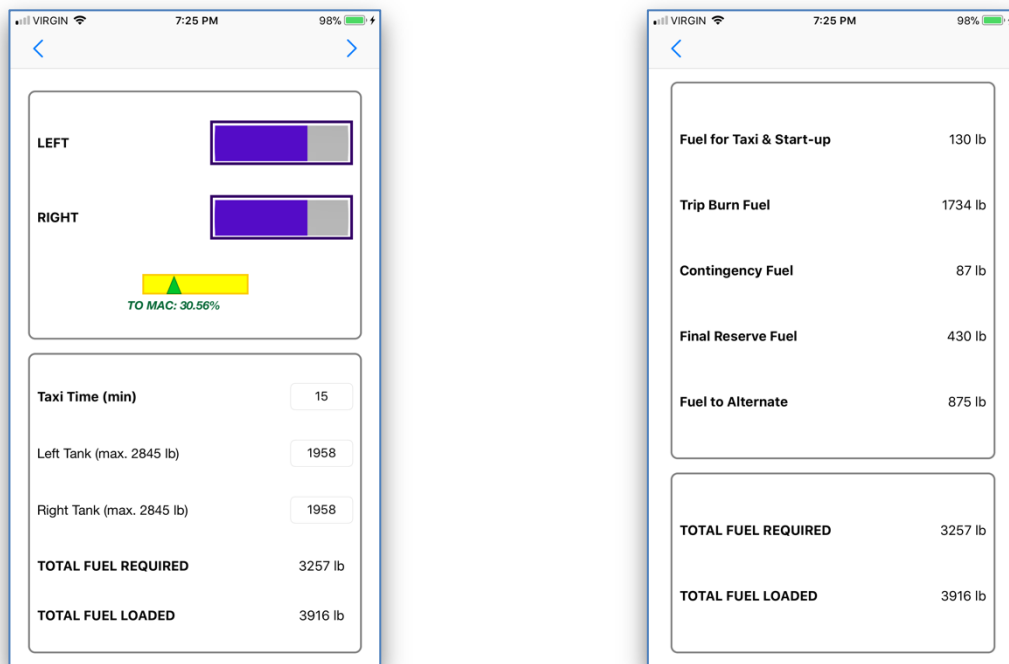 VIRGIN 7:25 PM 98%
LEFT
RIGHT
TO MAC: 30.56%
Taxi Time (min) 15
Left Tank (max. 2845 lb) 1958
Right Tank (max. 2845 lb) 1958
TOTAL FUEL REQUIRED 3257 lb
TOTAL FUEL LOADED 3916 lb
VIRGIN 7:25 PM 98%
Fuel for Taxi & Start-up 130 lb
Trip Burn Fuel 1734 lb
Contingency Fuel 87 lb
Final Reserve Fuel 430 lb
Fuel to Alternate 875 lb
TOTAL FUEL REQUIRED 3257 lb
TOTAL FUEL LOADED 3916 lb